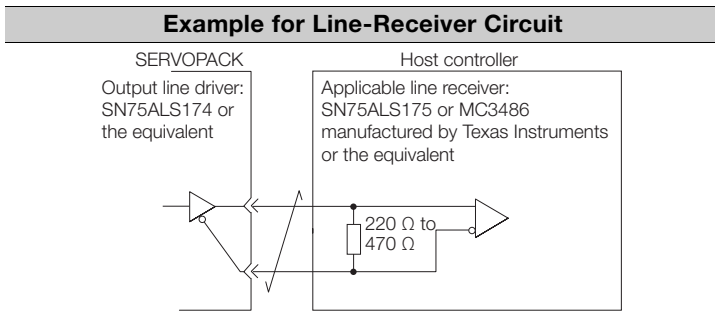 Example for Line-Receiver Circuit
SERVOPACK
Host controller
Output line driver:
SN75ALS174 or
the equivalent
Applicable line receiver:
SN75ALS175 or MC3486
manufactured by Texas Instruments
or the equivalent
220 Ω to
470 Ω